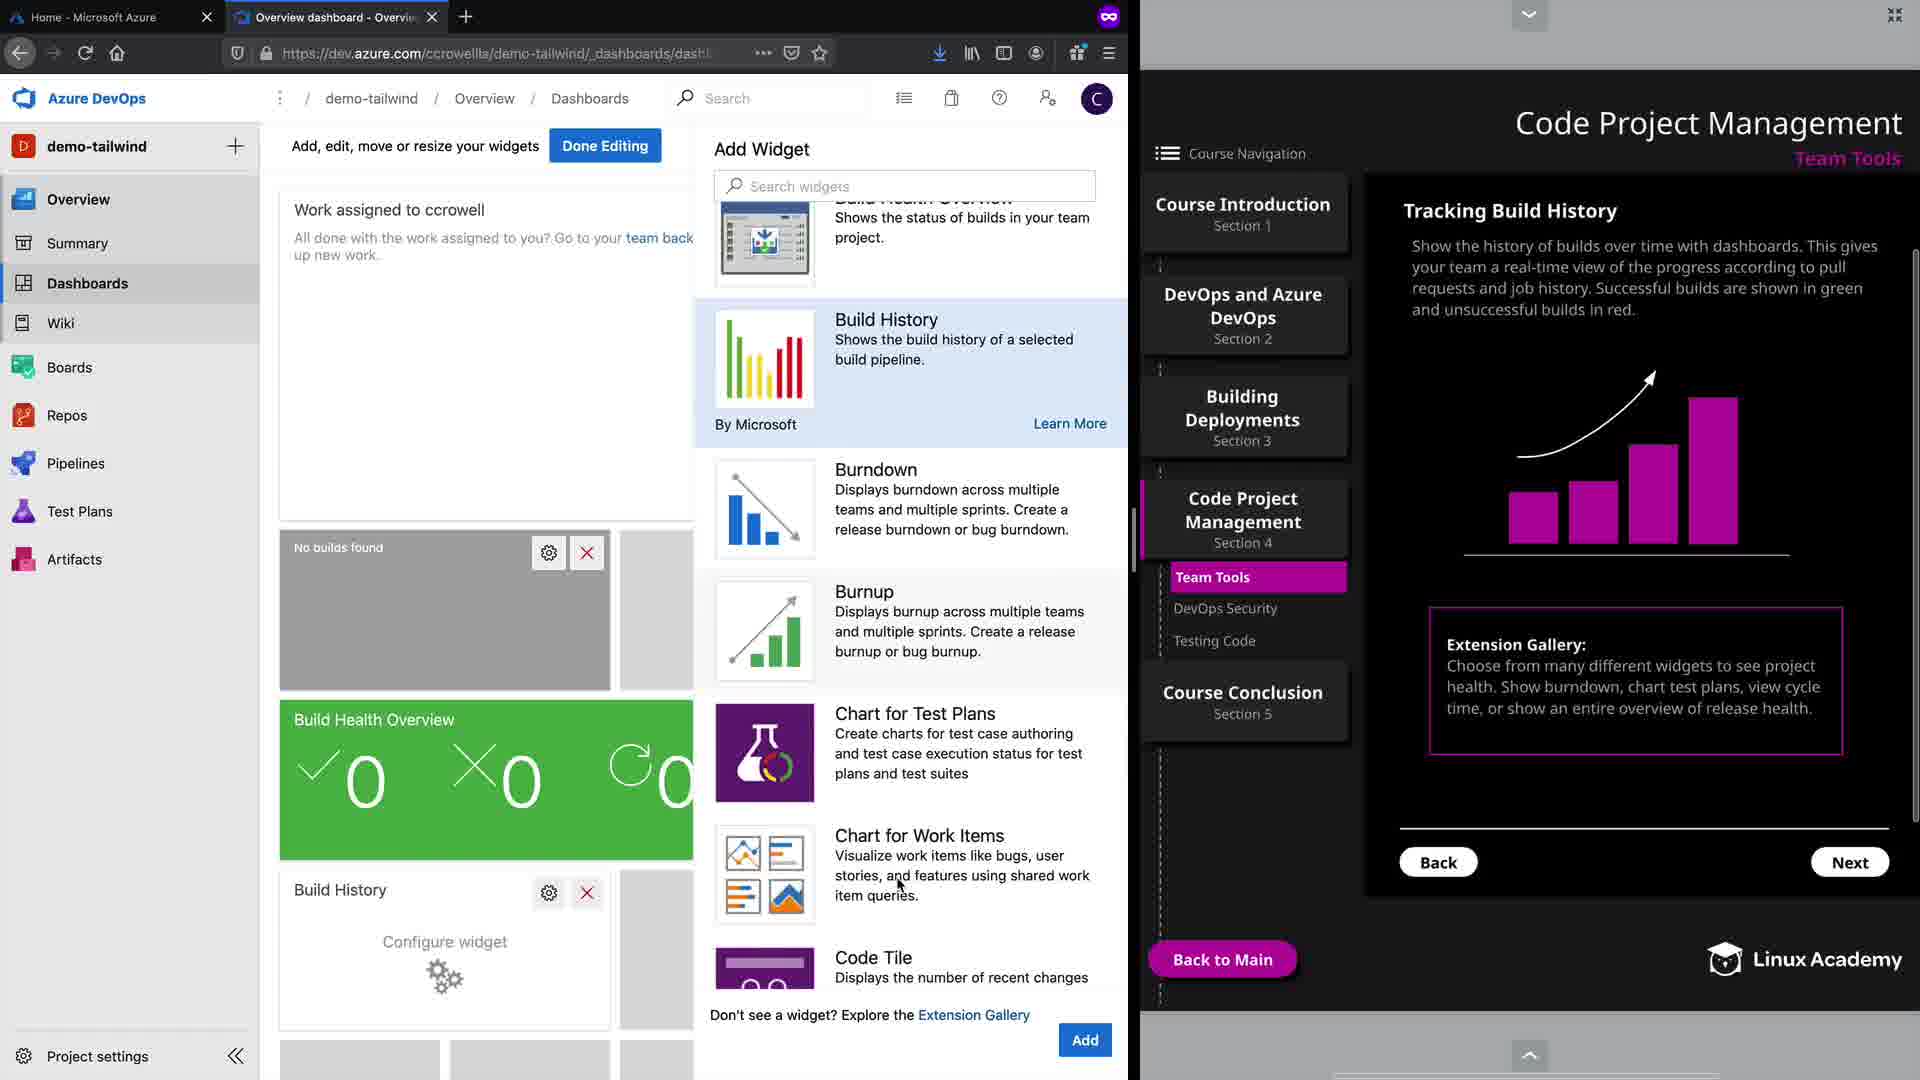 Home - Microsoft Azure
Overview dashboard - Overvie
https://dev.azure.com/ccrowellla/demo-tailwind/_dashboards/dash
Azure DevOps
/ demo-tailwind / Overview / Dashboards
Search
C
D demo-tailwind
Overview
Summary
Dashboards
Wiki
Boards
Repos
Pipelines
Test Plans
Artifacts
Project settings
Add, edit, move or resize your widgets
Done Editing
Work assigned to ccrowell
All done with the work assigned to you? Go to your team back
up new work.
No builds found
Build Health Overview
0
0
0
Build History
Configure widget
Add Widget
Search widgets
Build Health Overview
Shows the status of builds in your team
project.
Build History
Shows the build history of a selected
build pipeline.
By Microsoft
Learn More
Burndown
Displays burndown across multiple
teams and multiple sprints. Create a
release burndown or bug burndown.
Burnup
Displays burnup across multiple teams
and multiple sprints. Create a release
burnup or bug burnup.
Chart for Test Plans
Create charts for test case authoring
and test case execution status for test
plans and test suites
Chart for Work Items
Visualize work items like bugs, user
stories, and features using shared work
item queries.
Code Tile
Displays the number of recent changes
Don't see a widget? Explore the Extension Gallery
Add
Code Project Management
Team Tools
Course Navigation
Course Introduction
Section 1
DevOps and Azure
DevOps
Section 2
Building
Deployments
Section 3
Code Project
Management
Section 4
Team Tools
DevOps Security
Testing Code
Course Conclusion
Section 5
Back to Main
Tracking Build History
Show the history of builds over time with dashboards. This gives
your team a real-time view of the progress according to pull
requests and job history. Successful builds are shown in green
and unsuccessful builds in red.
Extension Gallery:
Choose from many different widgets to see project
health. Show burndown, chart test plans, view cycle
time, or show an entire overview of release health.
Back
Next
Linux Academy